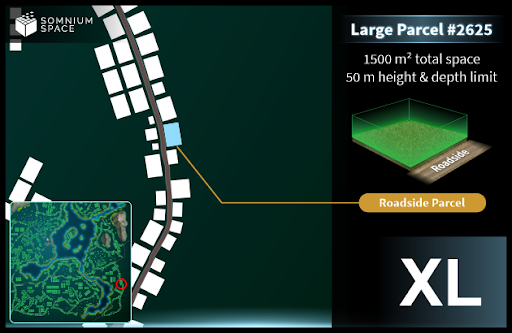 SOMNIUM
SPACE
Large Parcel #2625
1500 m² total space
50 m height & depth limit
Roadside
Roadside Parcel
XL